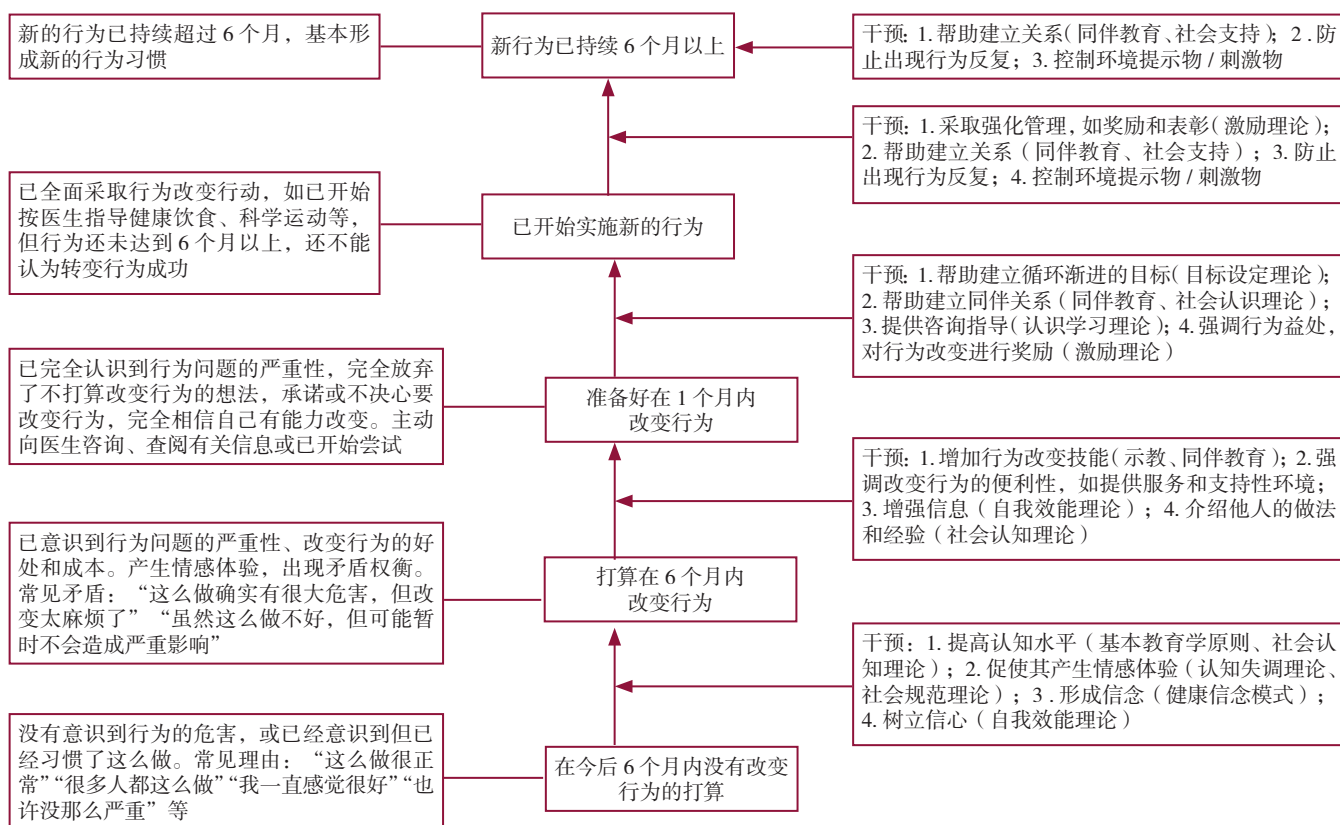 新的行为已持续超过 6 个月，基本形
成新的行为习惯
新行为已持续 6 个月以上
干预: 1. 帮助建立关系（同伴教育、社会支持）；2 . 防
止出现行为反复；3. 控制环境提示物 / 刺激物
干预: 1. 采取强化管理，如奖励和表彰（激励理论）；
2. 帮助建立关系（同伴教育、社会支持）；3. 防止
出现行为反复；4. 控制环境提示物 / 刺激物
已全面采取行为改变行动，如已开始
按医生指导健康饮食、科学运动等，
但行为还未达到 6 个月以上，还不能
认为转变行为成功
已开始实施新的行为
干预: 1. 帮助建立循环渐进的目标（目标设定理论）；
2. 帮助建立同伴关系（同伴教育、社会认识理论）；
3. 提供咨询指导（认识学习理论）；4. 强调行为益处，
对行为改变进行奖励（激励理论）
已完全认识到行为问题的严重性，完全放弃
了不打算改变行为的想法，承诺或不决心要
改变行为，完全相信自己有能力改变。主动
向医生咨询、查阅有关信息或已开始尝试
准备好在 1 个月内
改变行为
干预: 1. 增加行为改变技能（示教、同伴教育）；2. 强
调改变行为的便利性，如提供服务和支持性环境；
3. 增强信息（自我效能理论）；4. 介绍他人的做法
和经验（社会认知理论）
已意识到行为问题的严重性、改变行为的好
处和成本。产生情感体验，出现矛盾权衡。
常见矛盾：“这么做确实有很大危害，但改
变太麻烦了”“虽然这么做不好，但可能暂
时不会造成严重影响”
打算在 6 个月内
改变行为
干预: 1. 提高认知水平（基本教育学原则、社会认
知理论）；2. 促使其产生情感体验（认知失调理论、
社会规范理论）；3 . 形成信念（健康信念模式）；
4. 树立信心（自我效能理论）
没有意识到行为的危害，或已经意识到但已
经习惯了这么做。常见理由：“这么做很正
常”“很多人都这么做”“我一直感觉很好”“也
许没那么严重”等
在今后 6 个月内没有改变
行为的打算